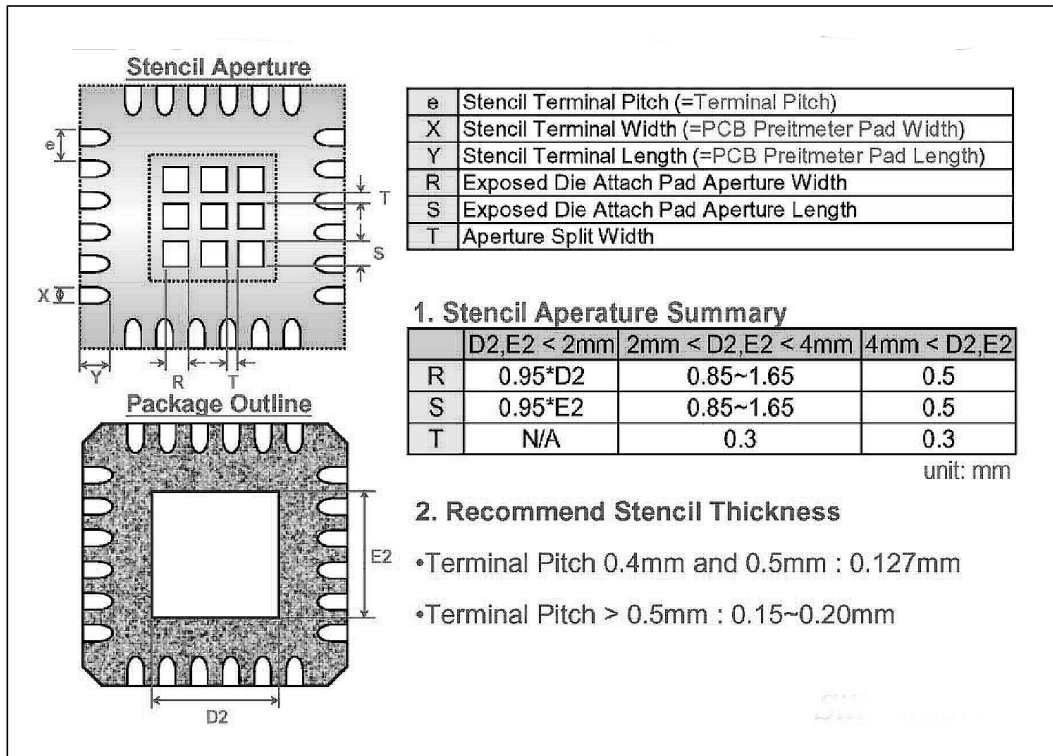 Stencil Aperture
e
X
Y
R
T
T
S
e Stencil Terminal Pitch (=Terminal Pitch)
X Stencil Terminal Width (=PCB Preitmeter Pad Width)
Y Stencil Terminal Length (=PCB Preitmeter Pad Length)
R Exposed Die Attach Pad Aperture Width
S Exposed Die Attach Pad Aperture Length
T Aperture Split Width
1. Stencil Aperature Summary
D2,E2 < 2mm 2mm < D2,E2 < 4mm 4mm < D2,E2
R 0.95*D2 0.85~1.65 0.5
S 0.95*E2 0.85~1.65 0.5
T N/A 0.3 0.3
unit: mm
Package Outline
E2
D2
2. Recommend Stencil Thickness
•Terminal Pitch 0.4mm and 0.5mm : 0.127mm
•Terminal Pitch > 0.5mm : 0.15~0.20mm